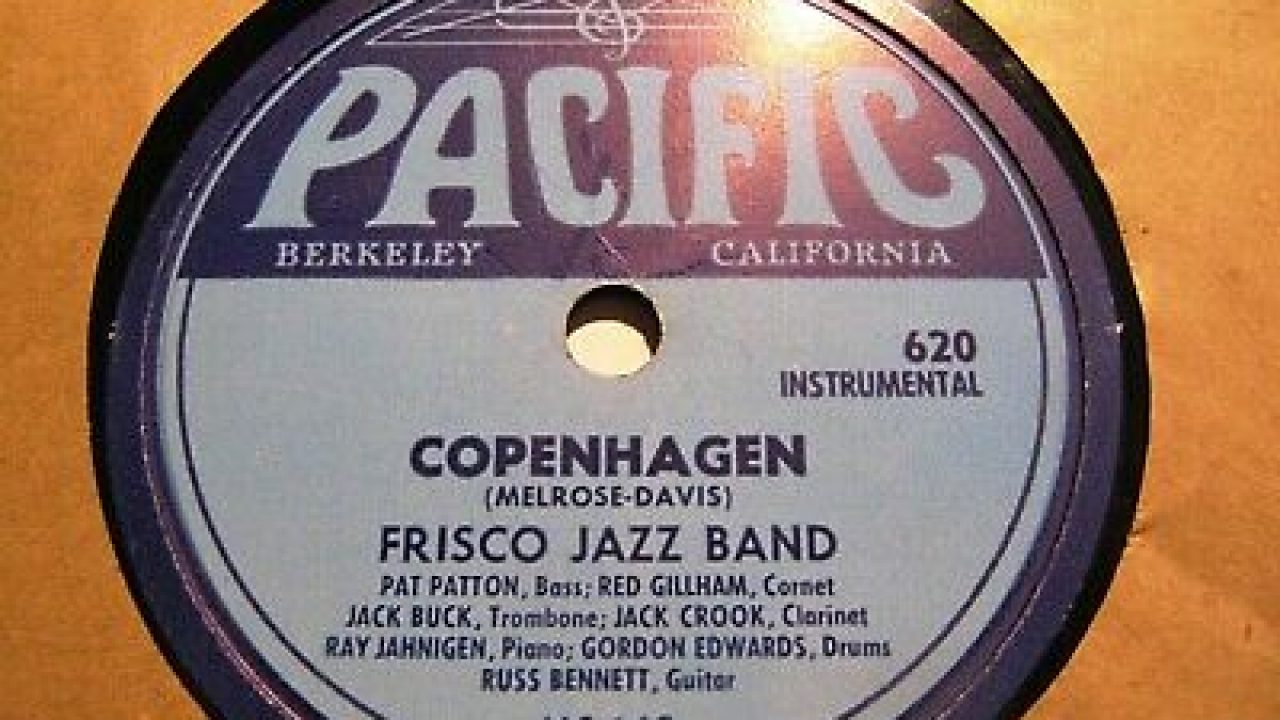 PACIFIC
BERKELEY CALIFORNIA
620
INSTRUMENTAL
COPENHAGEN
(MELROSE-DAVIS)
FRISCO JAZZ BAND
PAT PATTON, Bass; RED GILLHAM, Cornet
JACK BUCK, Trombone; JACK CROOK, Clarinet
RAY JAHNIGEN, Piano; GORDON EDWARDS, Drums
RUSS BENNETT, Guitar